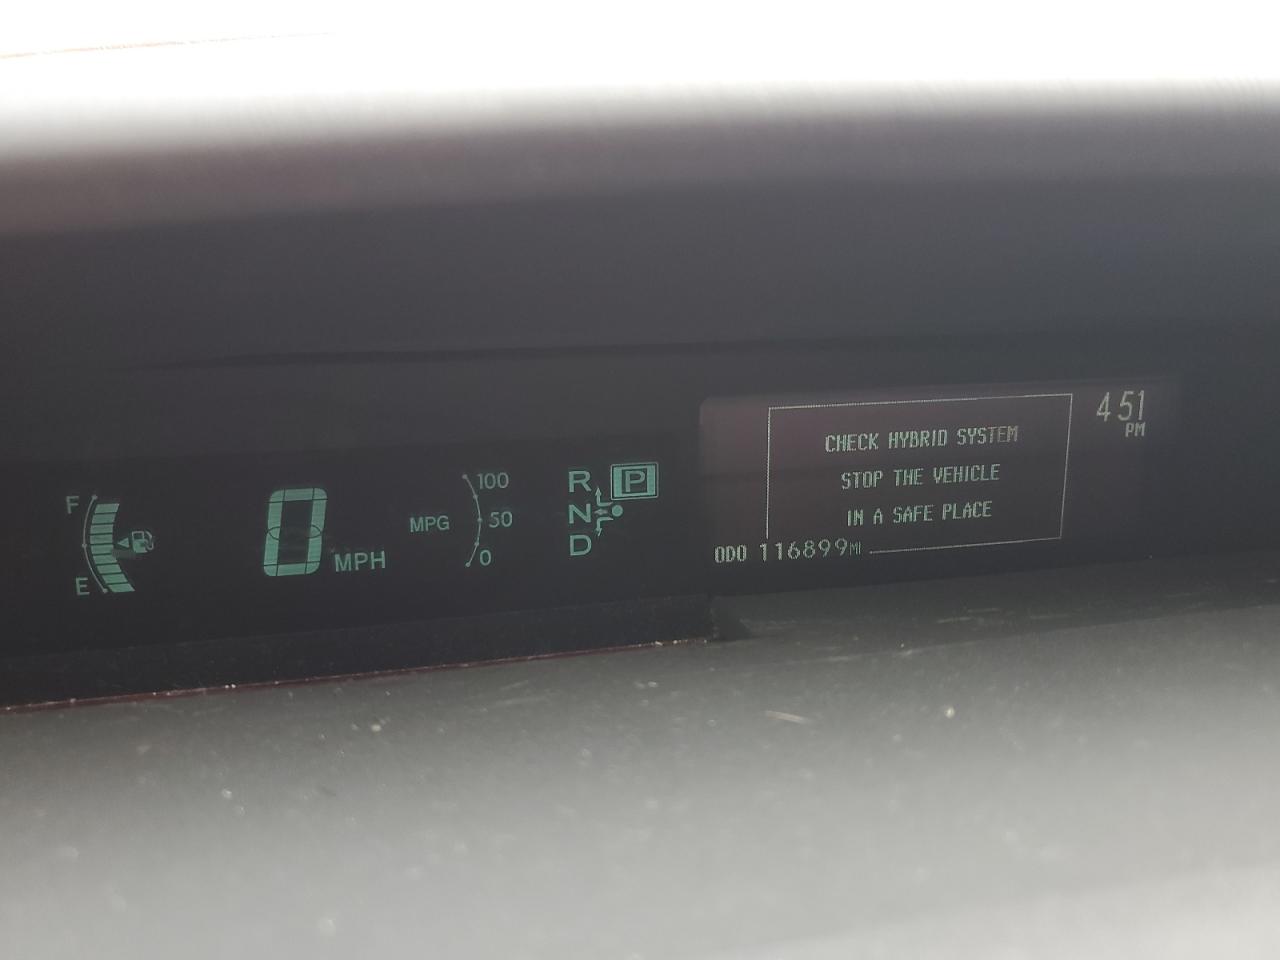 F
E
0 MPH
MPG
100
50
0
R
P
N
D
CHECK HYBRID SYSTEM
STOP THE VEHICLE
IN A SAFE PLACE
ODO 116899MI
4 51
PM